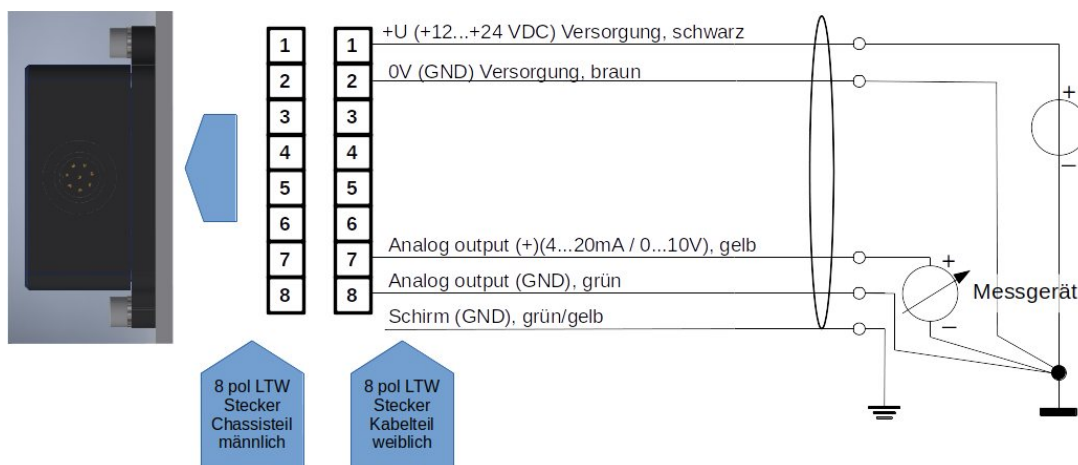 1
2
3
4
5
6
7
8
1
2
3
4
5
6
7
8
+U (+12...+24 VDC) Versorgung, schwarz
0V (GND) Versorgung, braun
Analog output (+)(4...20mA / 0...10V), gelb
Analog output (GND), grün
Schirm (GND), grün/gelb
+
−
+
−
Messgerät
8 pol LTW
Stecker
Chassisteil
männlich
8 pol LTW
Stecker
Kabelteil
weiblich